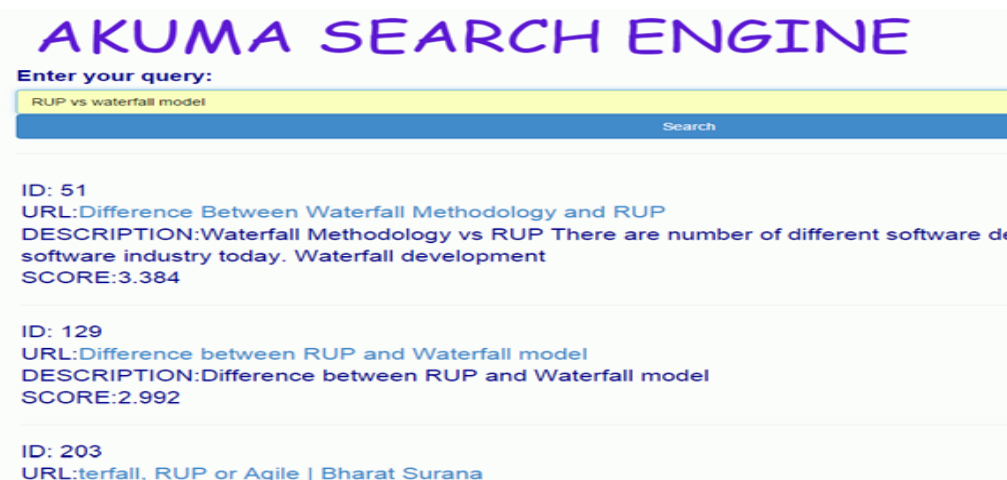 AKUMA SEARCH ENGINE
Enter your query:
RUP vs waterfall model
Search
ID: 51
URL:Difference Between Waterfall Methodology and RUP
DESCRIPTION:Waterfall Methodology vs RUP There are number of different software
software industry today. Waterfall development
SCORE:3.384
ID: 129
URL:Difference between RUP and Waterfall model
DESCRIPTION:Difference between RUP and Waterfall model
SCORE:2.992
ID: 203
URL:terfall, RUP or Agile | Bharat Surana